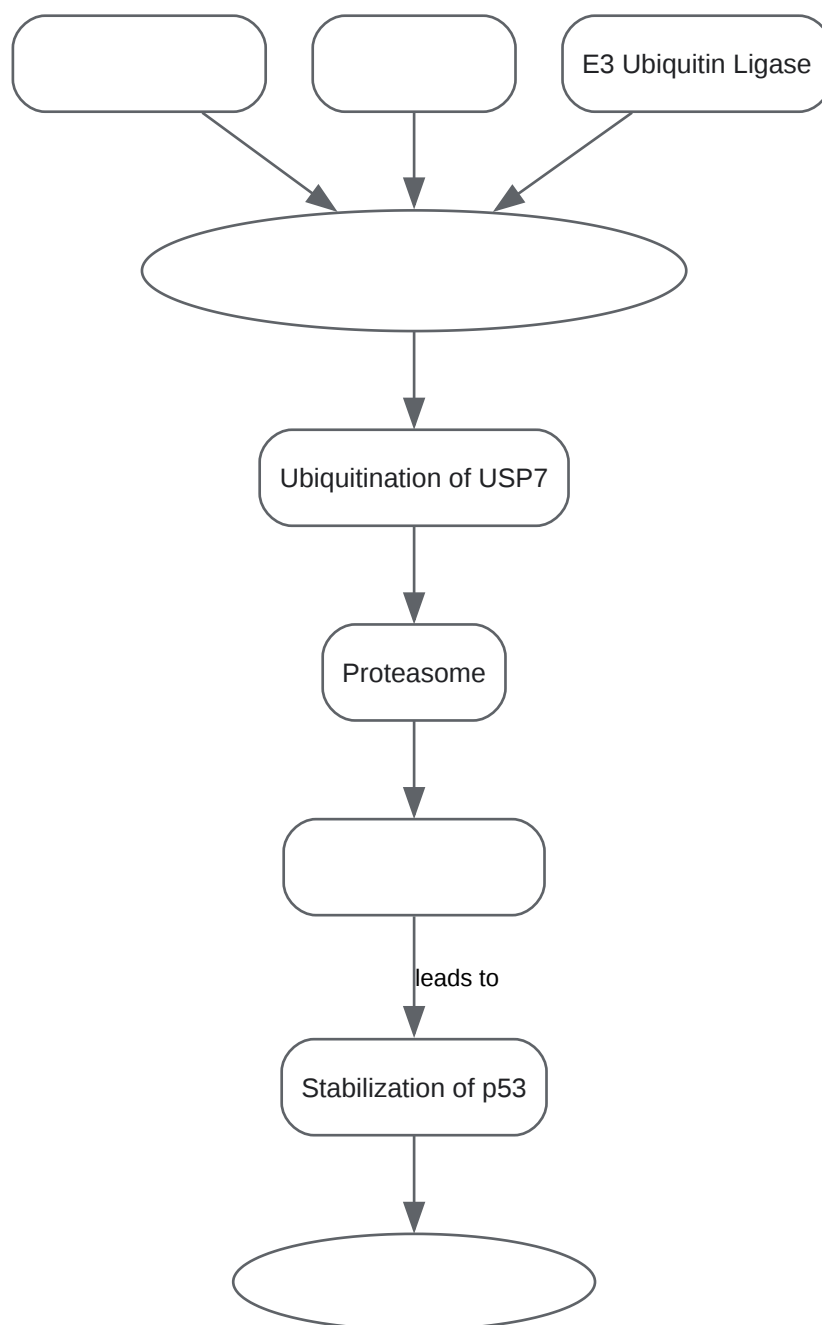 E3 Ubiquitin Ligase
Ubiquitination of USP7
Proteasome
leads to
Stabilization of p53